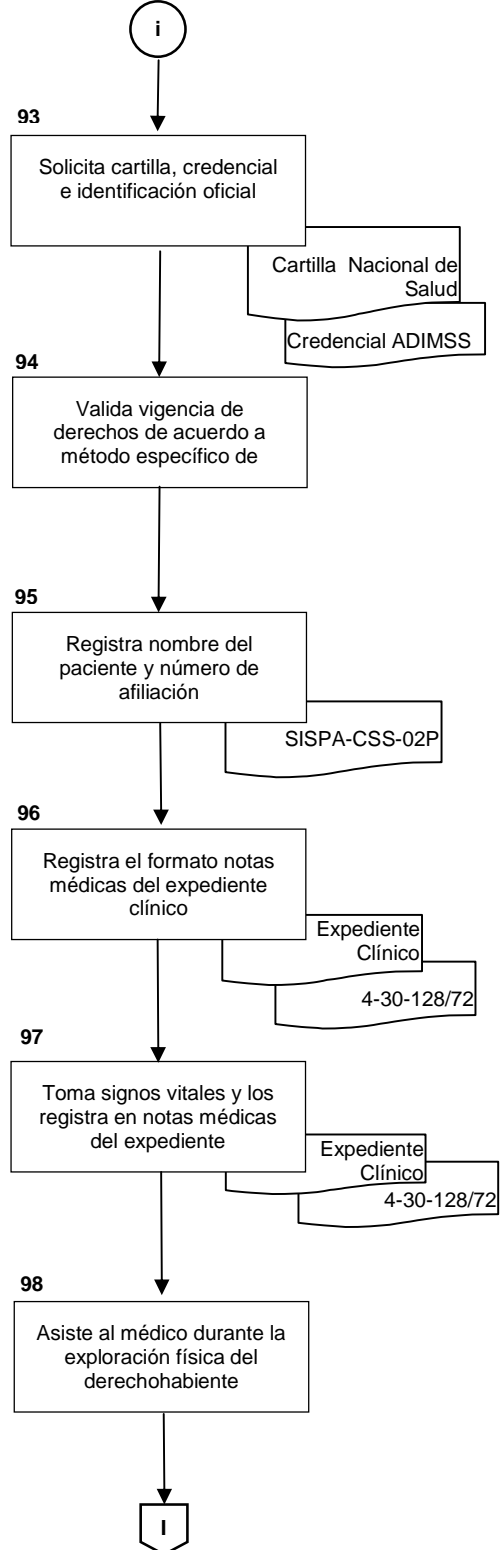 i
93
Solicita cartilla, credencial
e identificación oficial
Cartilla Nacional de
Salud
Credencial ADIMSS
94
Valida vigencia de
derechos de acuerdo a
método específico de
95
Registra nombre del
paciente y número de
afiliación
SISPA-CSS-02P
96
Registra el formato notas
médicas del expediente
clínico
Expediente
Clínico
4-30-128/72
97
Toma signos vitales y los
registra en notas médicas
del expediente
Expediente
Clínico
4-30-128/72
98
Asiste al médico durante la
exploración física del
derechohabiente
I